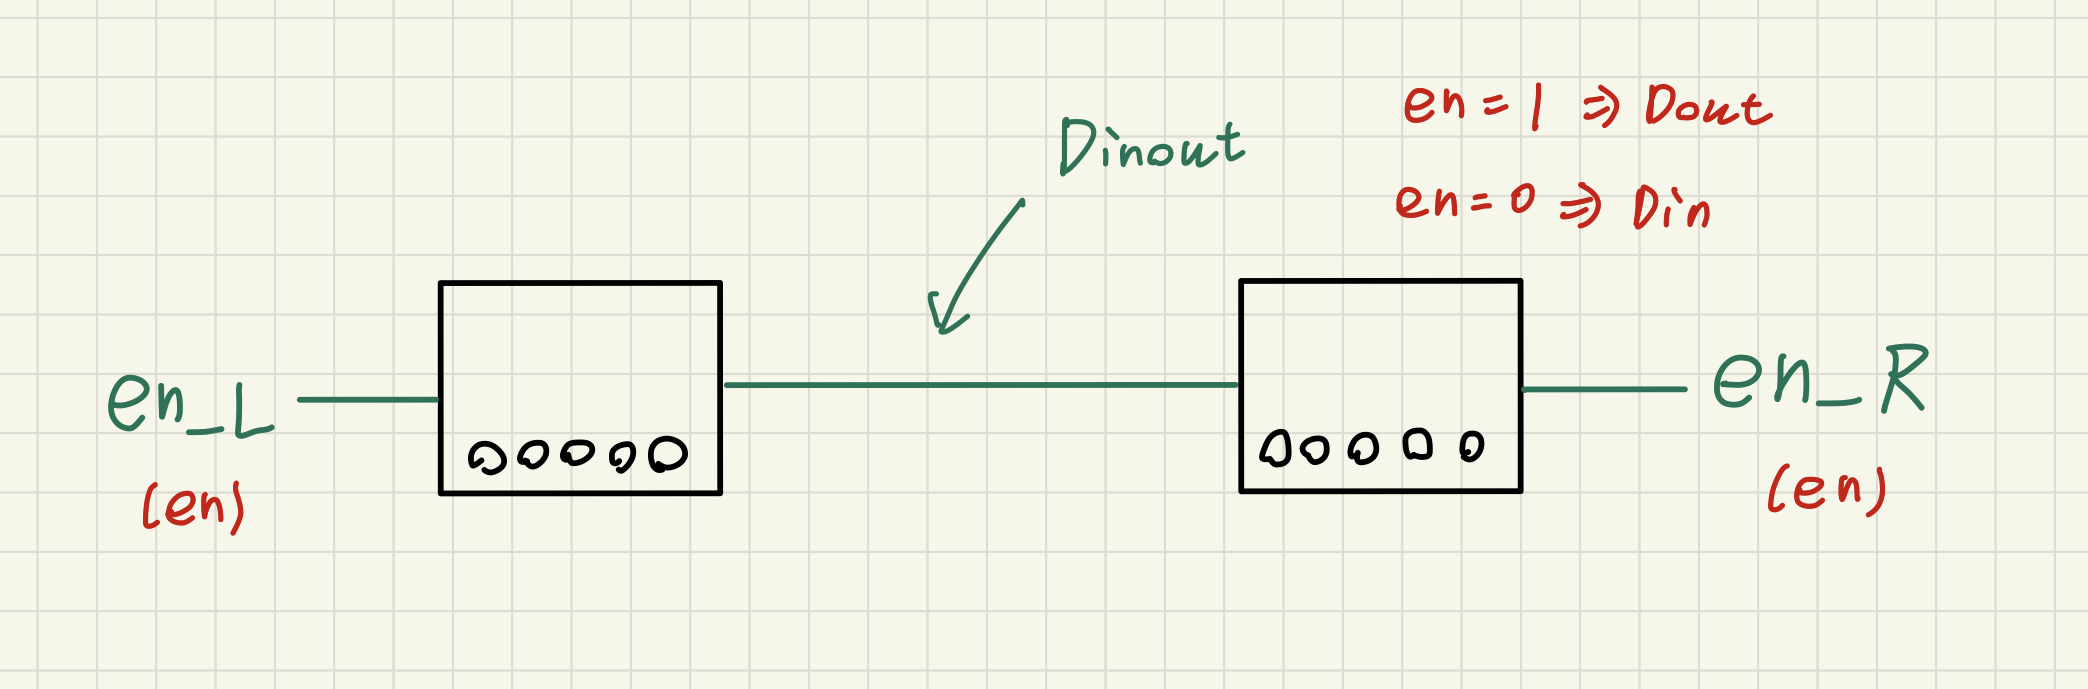 en = 1 => Dout
Dinout
en = 0 => Din
en_L
en_R
(en)
(en)